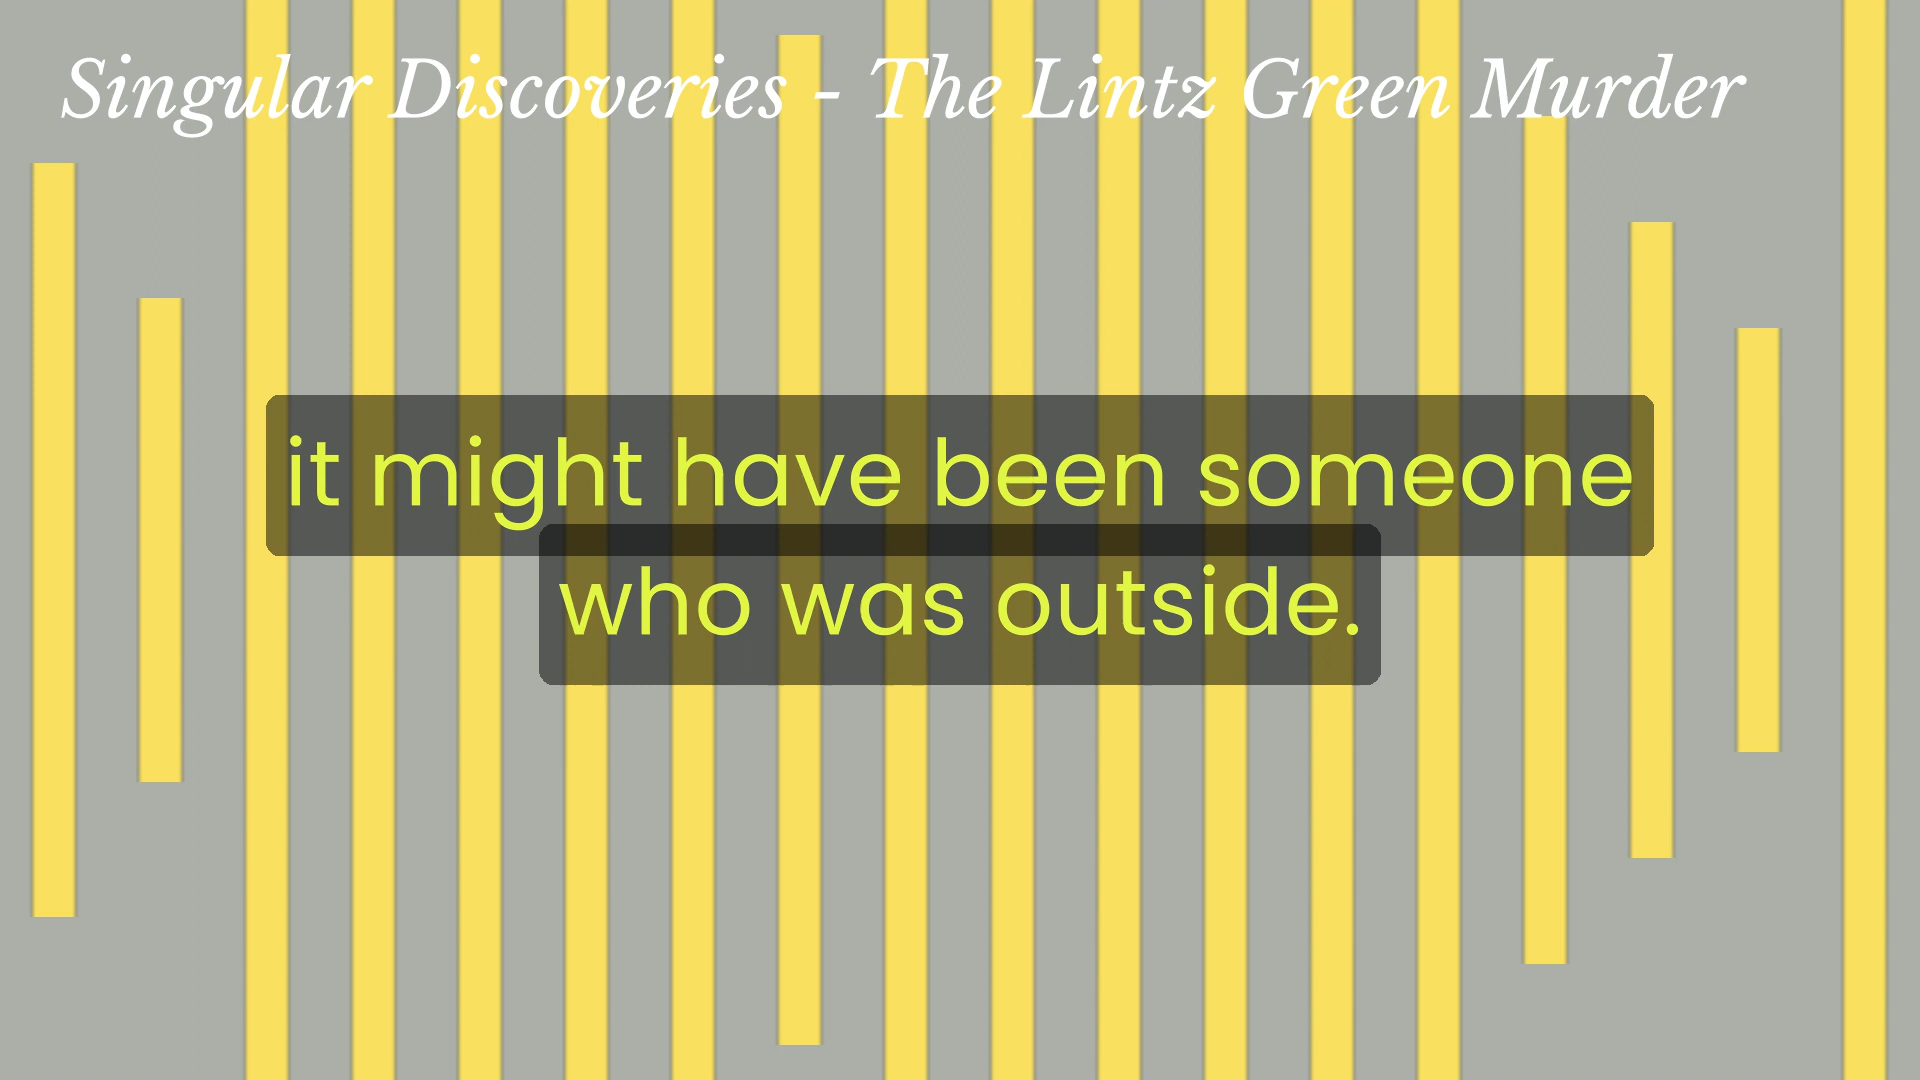 Singular Discoveries - The Lintz Green Murder
it might have been someone
who was outside.